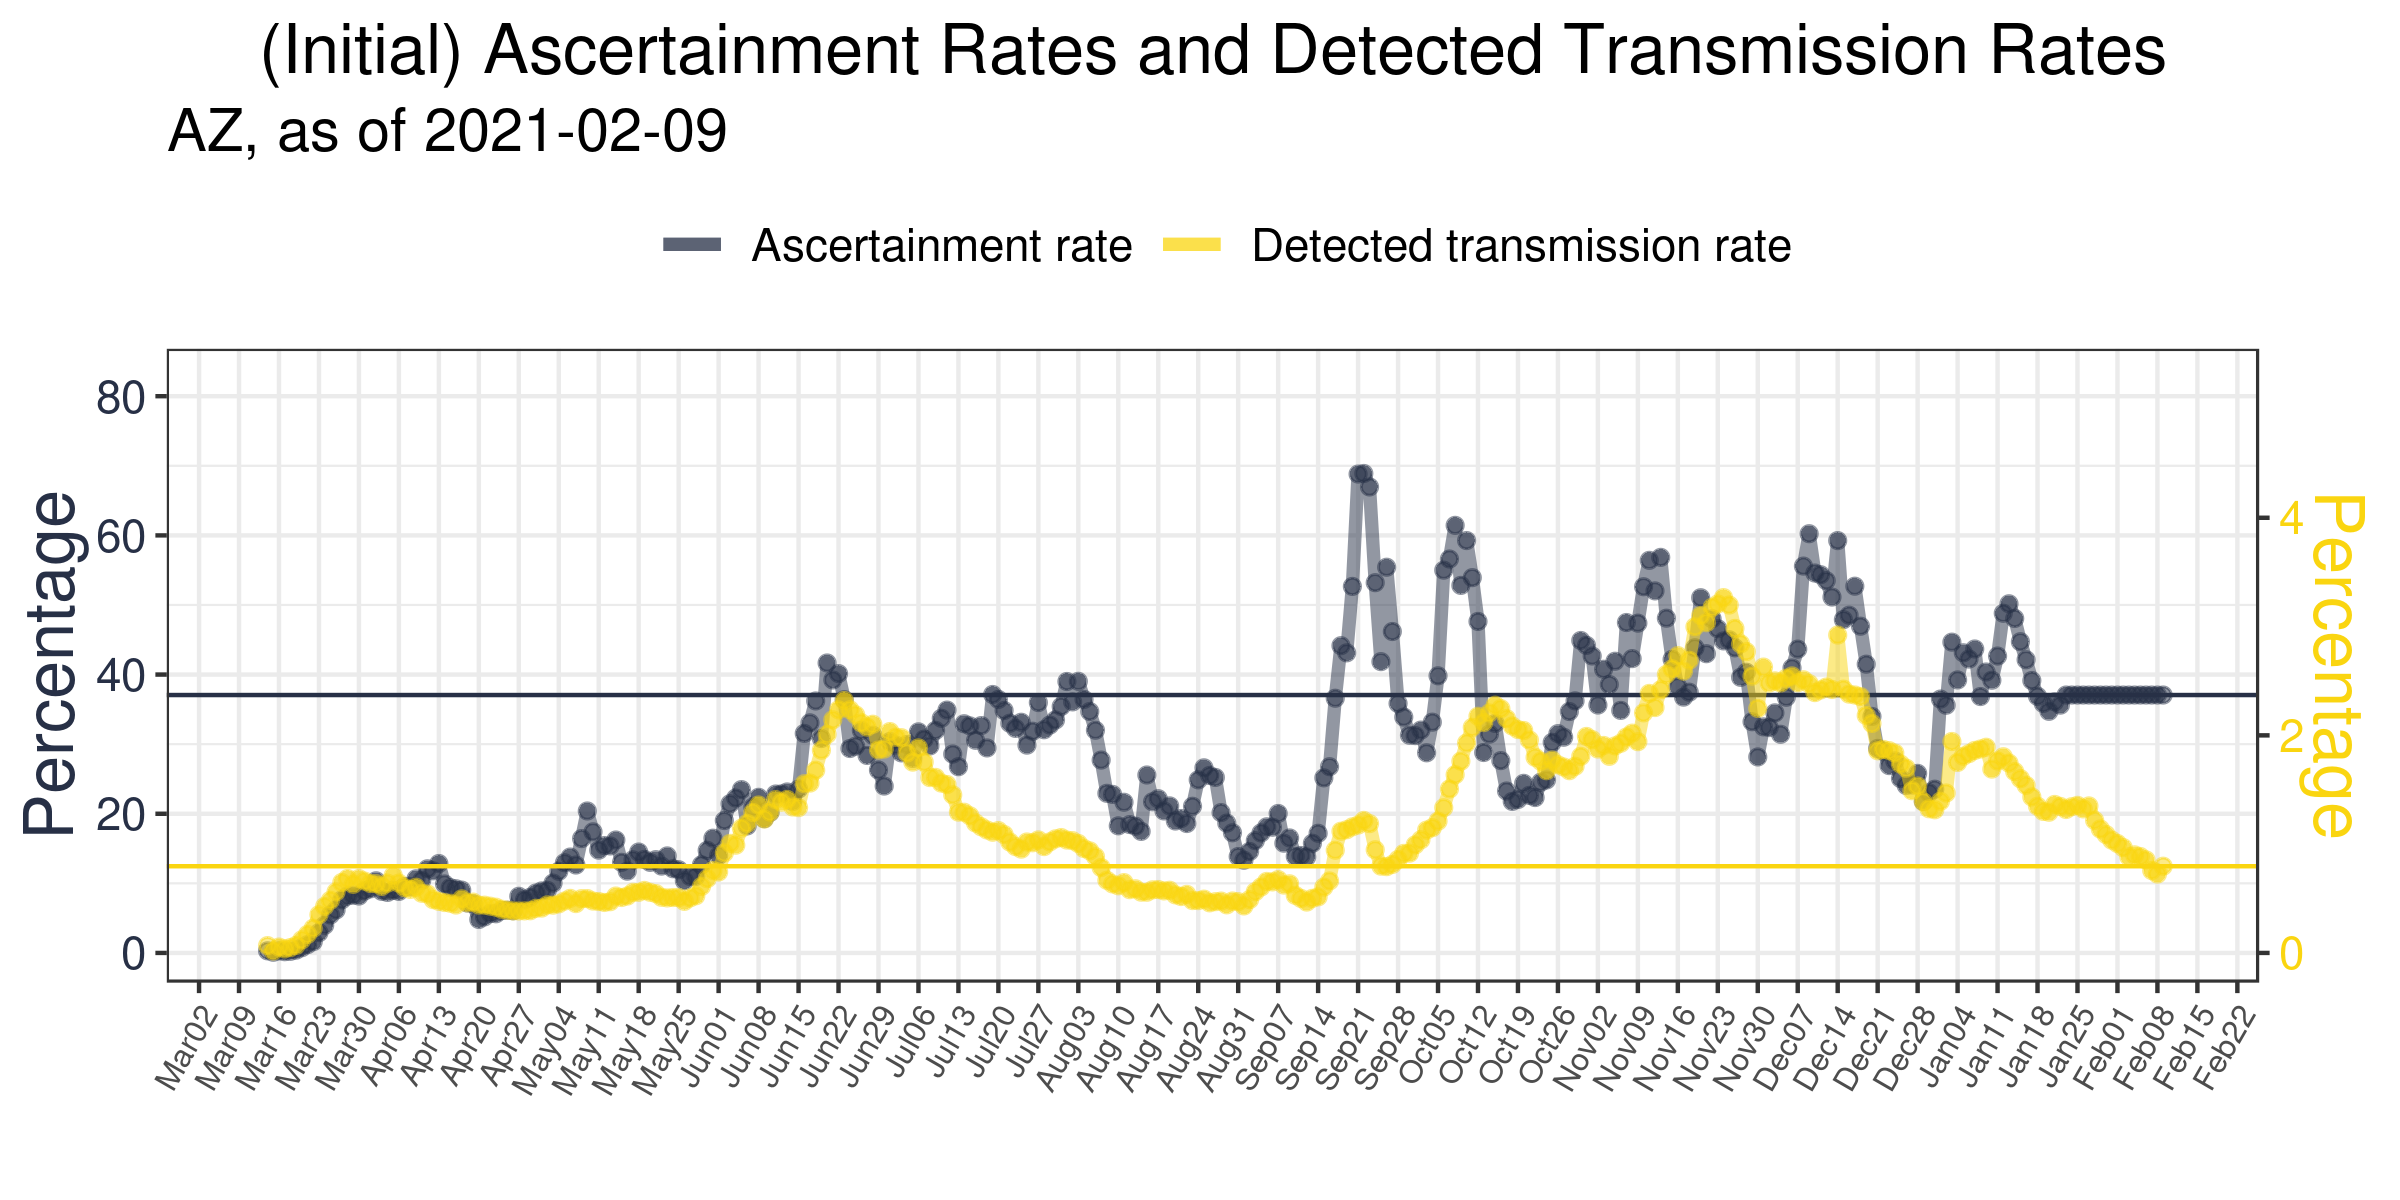 (Initial) Ascertainment Rates and Detected Transmission Rates
AZ, as of 2021-02-09
Ascertainment rate
Detected transmission rate
Percentage
80
60
40
20
0
4
2
0
Percentage
Mar02
Mar09
Mar16
Mar23
Mar30
Apr06
Apr13
Apr20
Apr27
May04
May11
May18
May25
Jun01
Jun08
Jun15
Jun22
Jun29
Jul06
Jul13
Jul20
Jul27
Aug03
Aug10
Aug17
Aug24
Aug31
Sep07
Sep14
Sep21
Sep28
Oct05
Oct12
Oct19
Oct26
Nov02
Nov09
Nov16
Nov23
Nov30
Dec07
Dec14
Dec21
Dec28
Jan04
Jan11
Jan18
Jan25
Feb01
Feb08
Feb15
Feb22